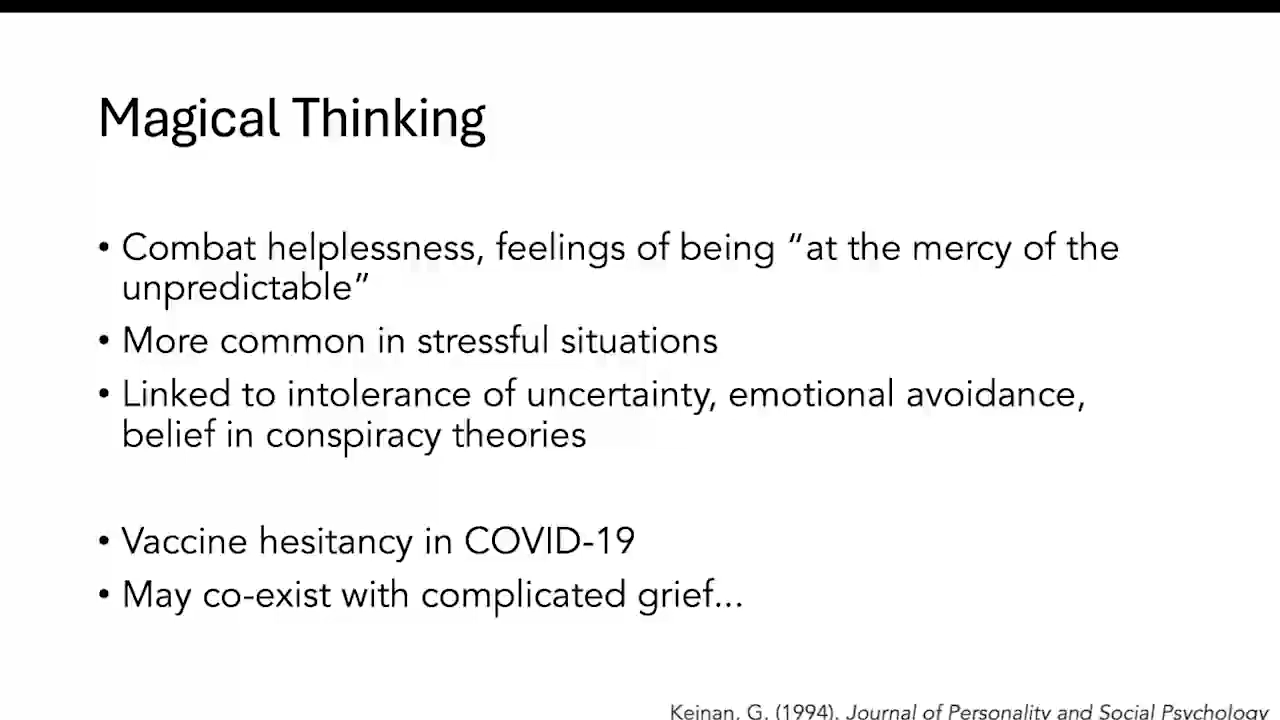 Magical Thinking
• Combat helplessness, feelings of being “at the mercy of the
unpredictable”
• More common in stressful situations
• Linked to intolerance of uncertainty, emotional avoidance,
belief in conspiracy theories
• Vaccine hesitancy in COVID-19
• May co-exist with complicated grief...
Keinan, G. (1994). Journal of Personality and Social Psychology